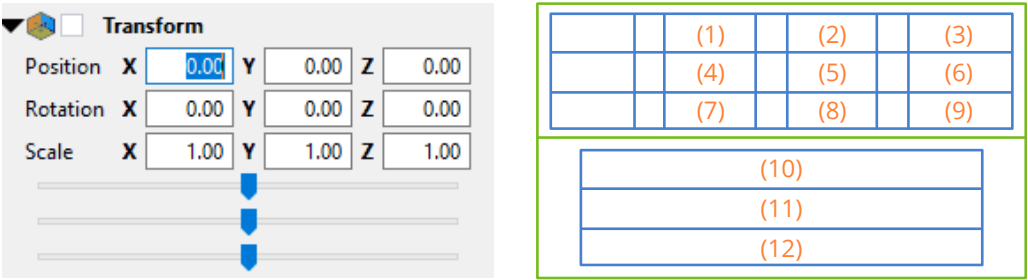 Transform
Position X 0.00 Y 0.00 Z 0.00
Rotation X 0.00 Y 0.00 Z 0.00
Scale X 1.00 Y 1.00 Z 1.00
(1) (2) (3)
(4) (5) (6)
(7) (8) (9)
(10)
(11)
(12)